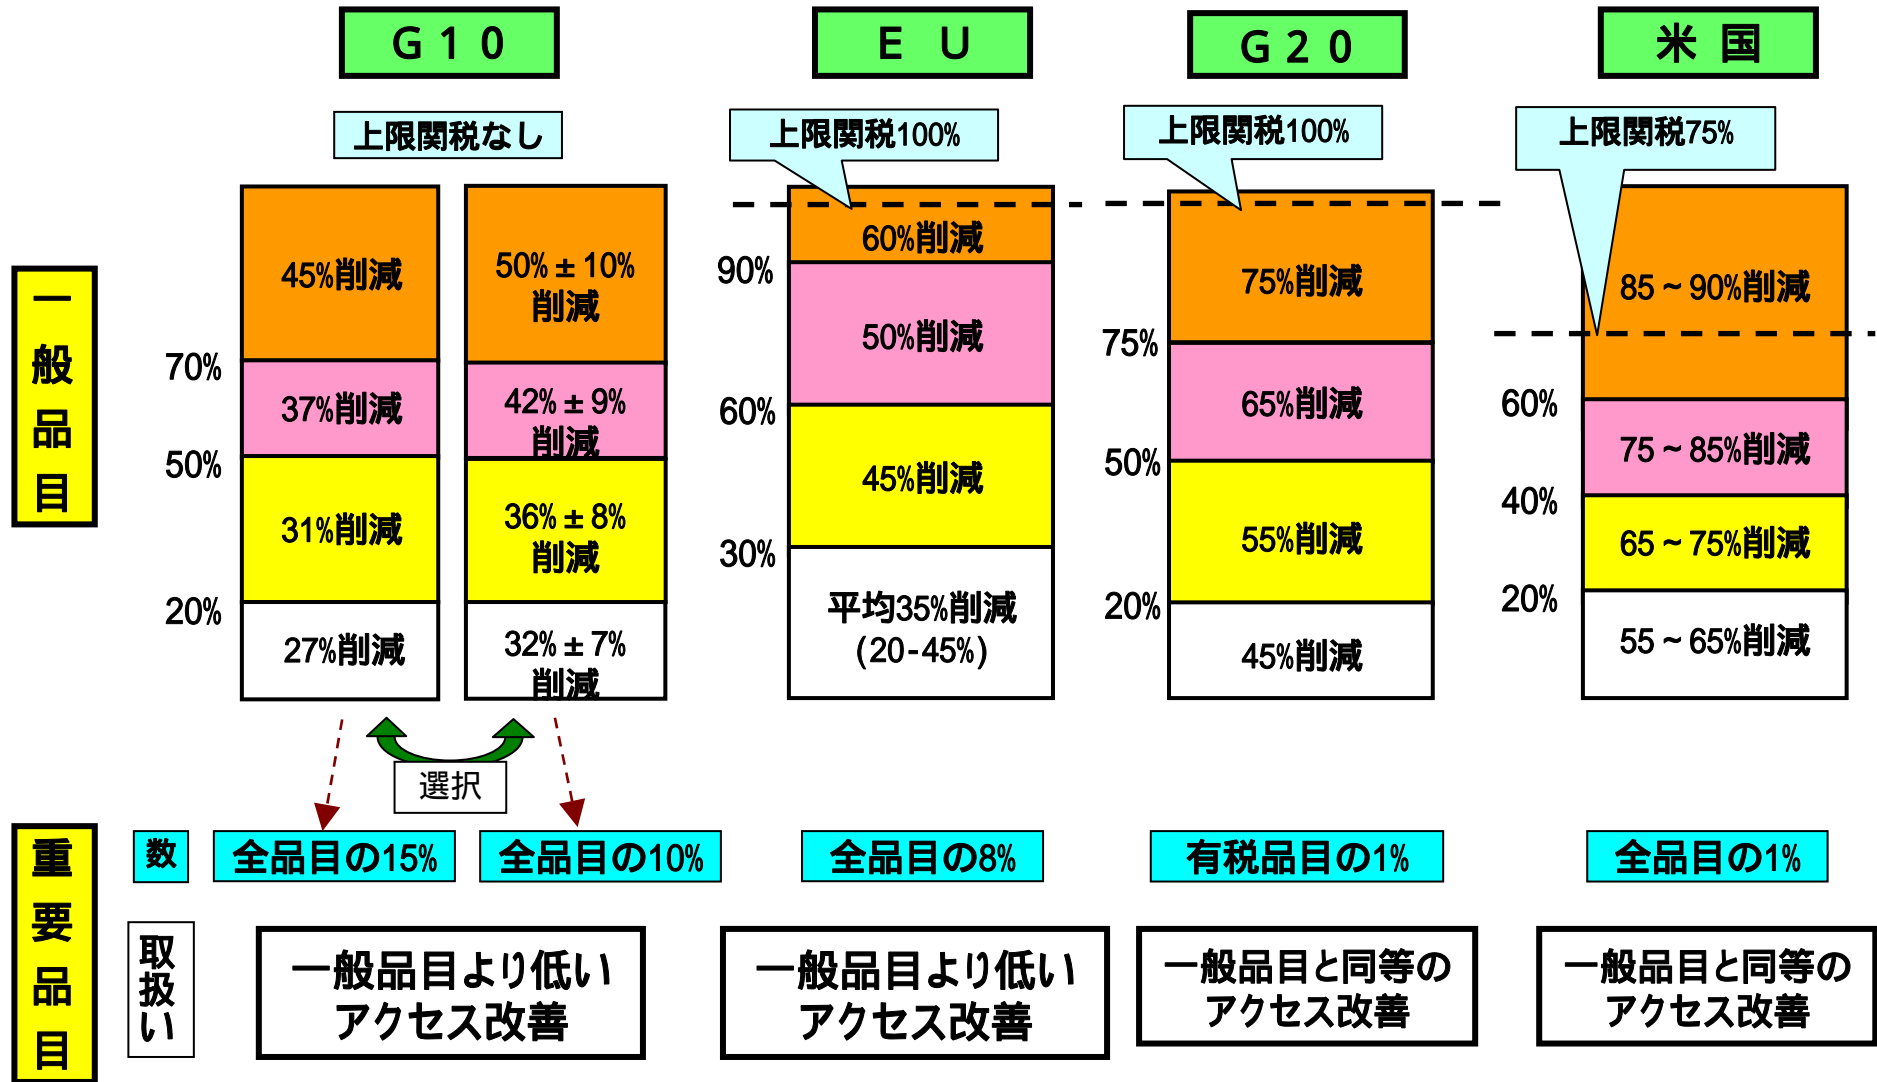 G10
EU
G20
米国
上限関税なし
上限関税100%
上限関税100%
上限関税75%
一般品目
70%
50%
20%
45%削減
37%削減
31%削減
27%削減
50%±10%
削減
42%±9%
削減
36%±8%
削減
32%±7%
削減
90%
60%
30%
60%削減
50%削減
45%削減
平均35%削減
(20-45%)
75%
50%
20%
75%削減
65%削減
55%削減
45%削減
60%
40%
20%
85~90%削減
75~85%削減
65~75%削減
55~65%削減
選択
重要品目
数
全品目の15%
全品目の10%
全品目の8%
有税品目の1%
全品目の1%
取扱い
一般品目より低い
アクセス改善
一般品目より低い
アクセス改善
一般品目と同等の
アクセス改善
一般品目と同等の
アクセス改善